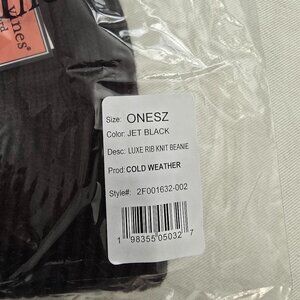 vines®
Size: ONESZ
Color: JET BLACK
Desc: LUXE RIB KNIT BEANIE
Prod: COLD WEATHER
Style#: 2F001632-002
1 98355 05032 7